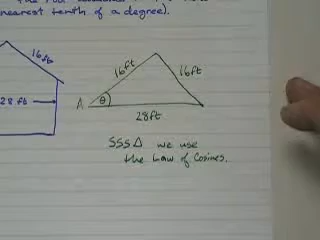 nearest tenth of a degree).
16ft
28 ft
16ft
16ft
A θ
28ft
SSS Δ we use
the Law of Cosines.